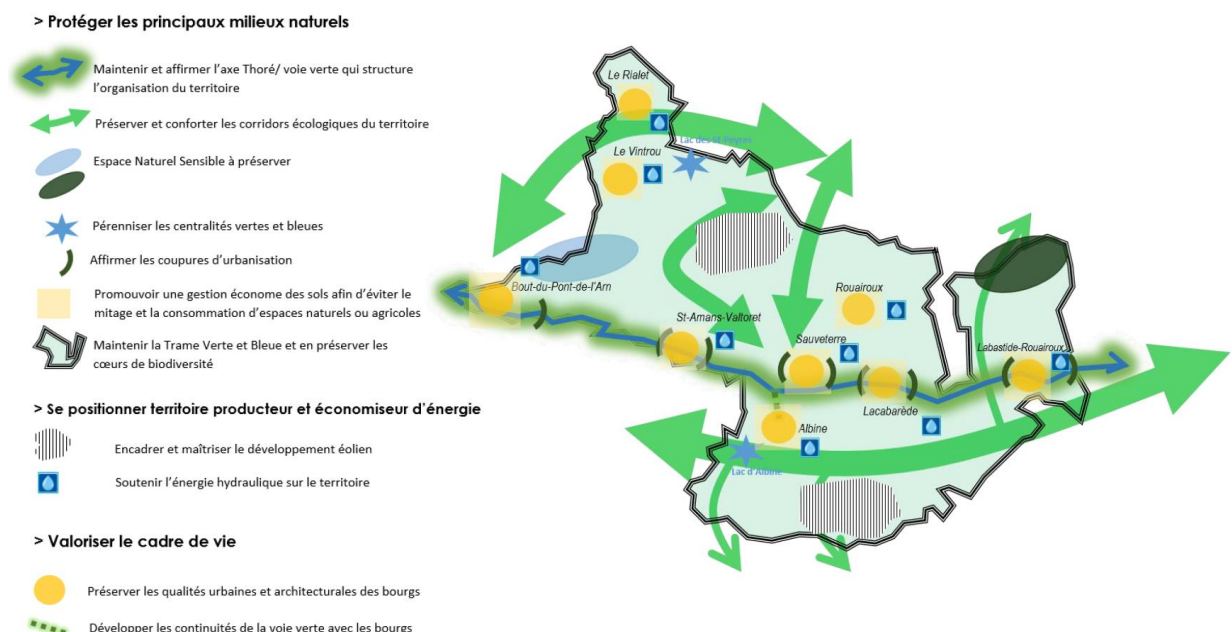 > Protéger les principaux milieux naturels
Maintenir et affirmer l'axe Thoré/ voie verte qui structure
l'organisation du territoire
Préserver et conforter les corridors écologiques du territoire
Espace Naturel Sensible à préserver
Pérenniser les centralités vertes et bleues
Affirmer les coupures d'urbanisation
Promouvoir une gestion économe des sols afin d'éviter le
mitage et la consommation d'espaces naturels ou agricoles
Maintenir la Trame Verte et Bleue et en préserver les
cœurs de biodiversité
> Se positionner territoire producteur et économiseur d'énergie
Encadrer et maîtriser le développement éolien
Soutenir l'énergie hydraulique sur le territoire
> Valoriser le cadre de vie
Préserver les qualités urbaines et architecturales des bourgs
Développer les continuités de la voie verte avec les bourgs
Le Rialet
Lac des St-Peyres
Le Vintrou
Bout-du-Pont-de-l'Arn
Rouairoux
St-Amans-Valtoret
Sauveterre
Labastide-Rouairoux
Lacabarède
Albine
Lac d'Albine